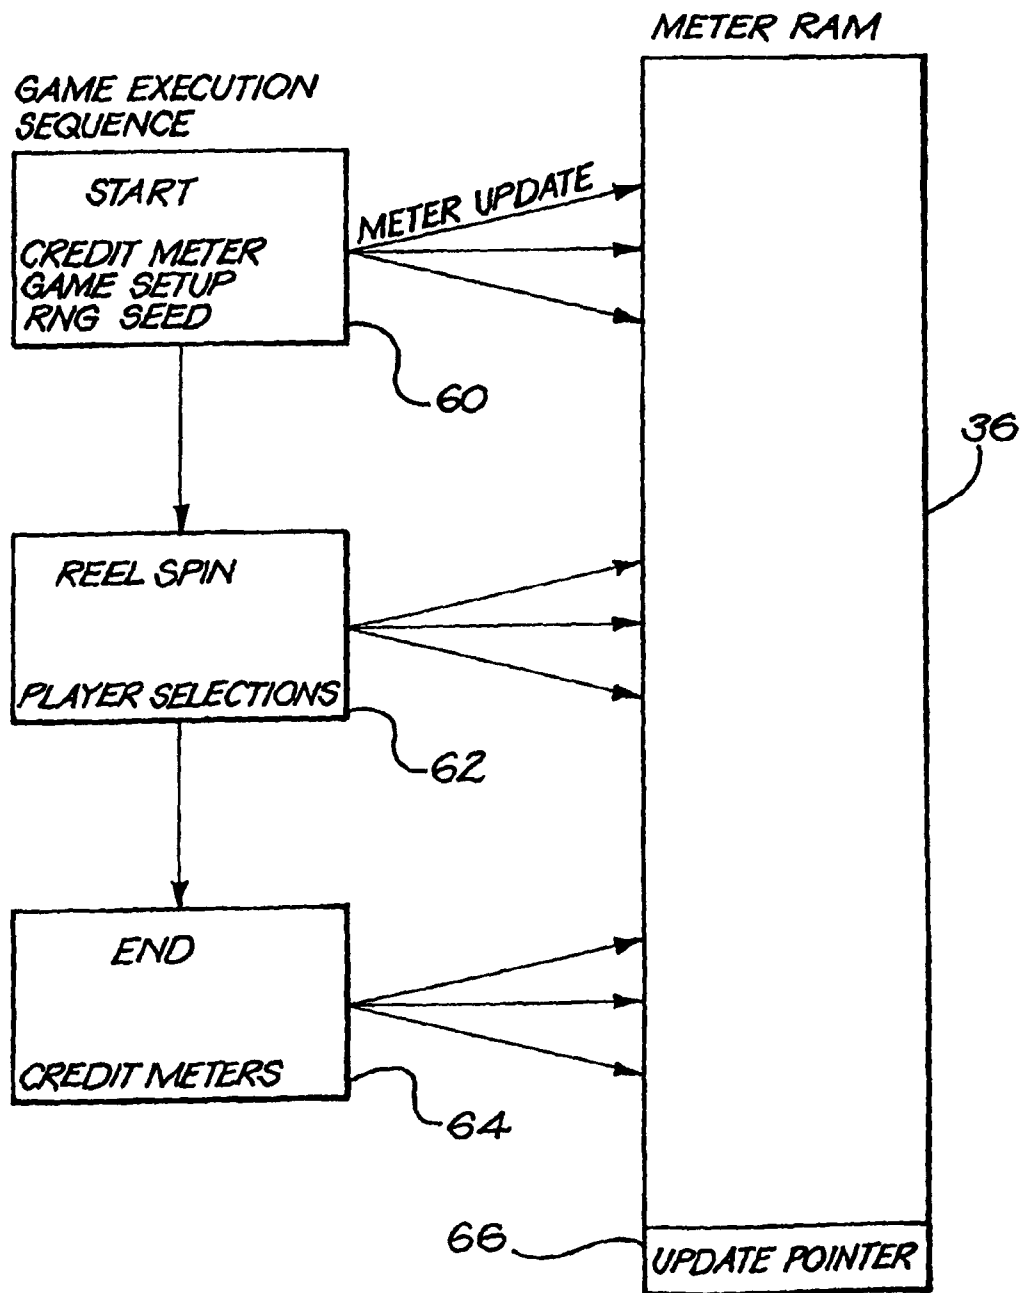 METER RAM
GAME EXECUTION
SEQUENCE
START
CREDIT METER
GAME SETUP
RNG SEED
METER UPDATE
60
36
REEL SPIN
PLAYER SELECTIONS
62
END
CREDIT METERS
64
66
UPDATE POINTER